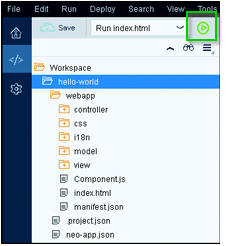 File Edit Run Deploy Search View Tools
Save Run index.html
Workspace
hello-world
webapp
controller
css
i18n
model
view
Component.js
index.html
manifest.json
.project.json
neo-app.json